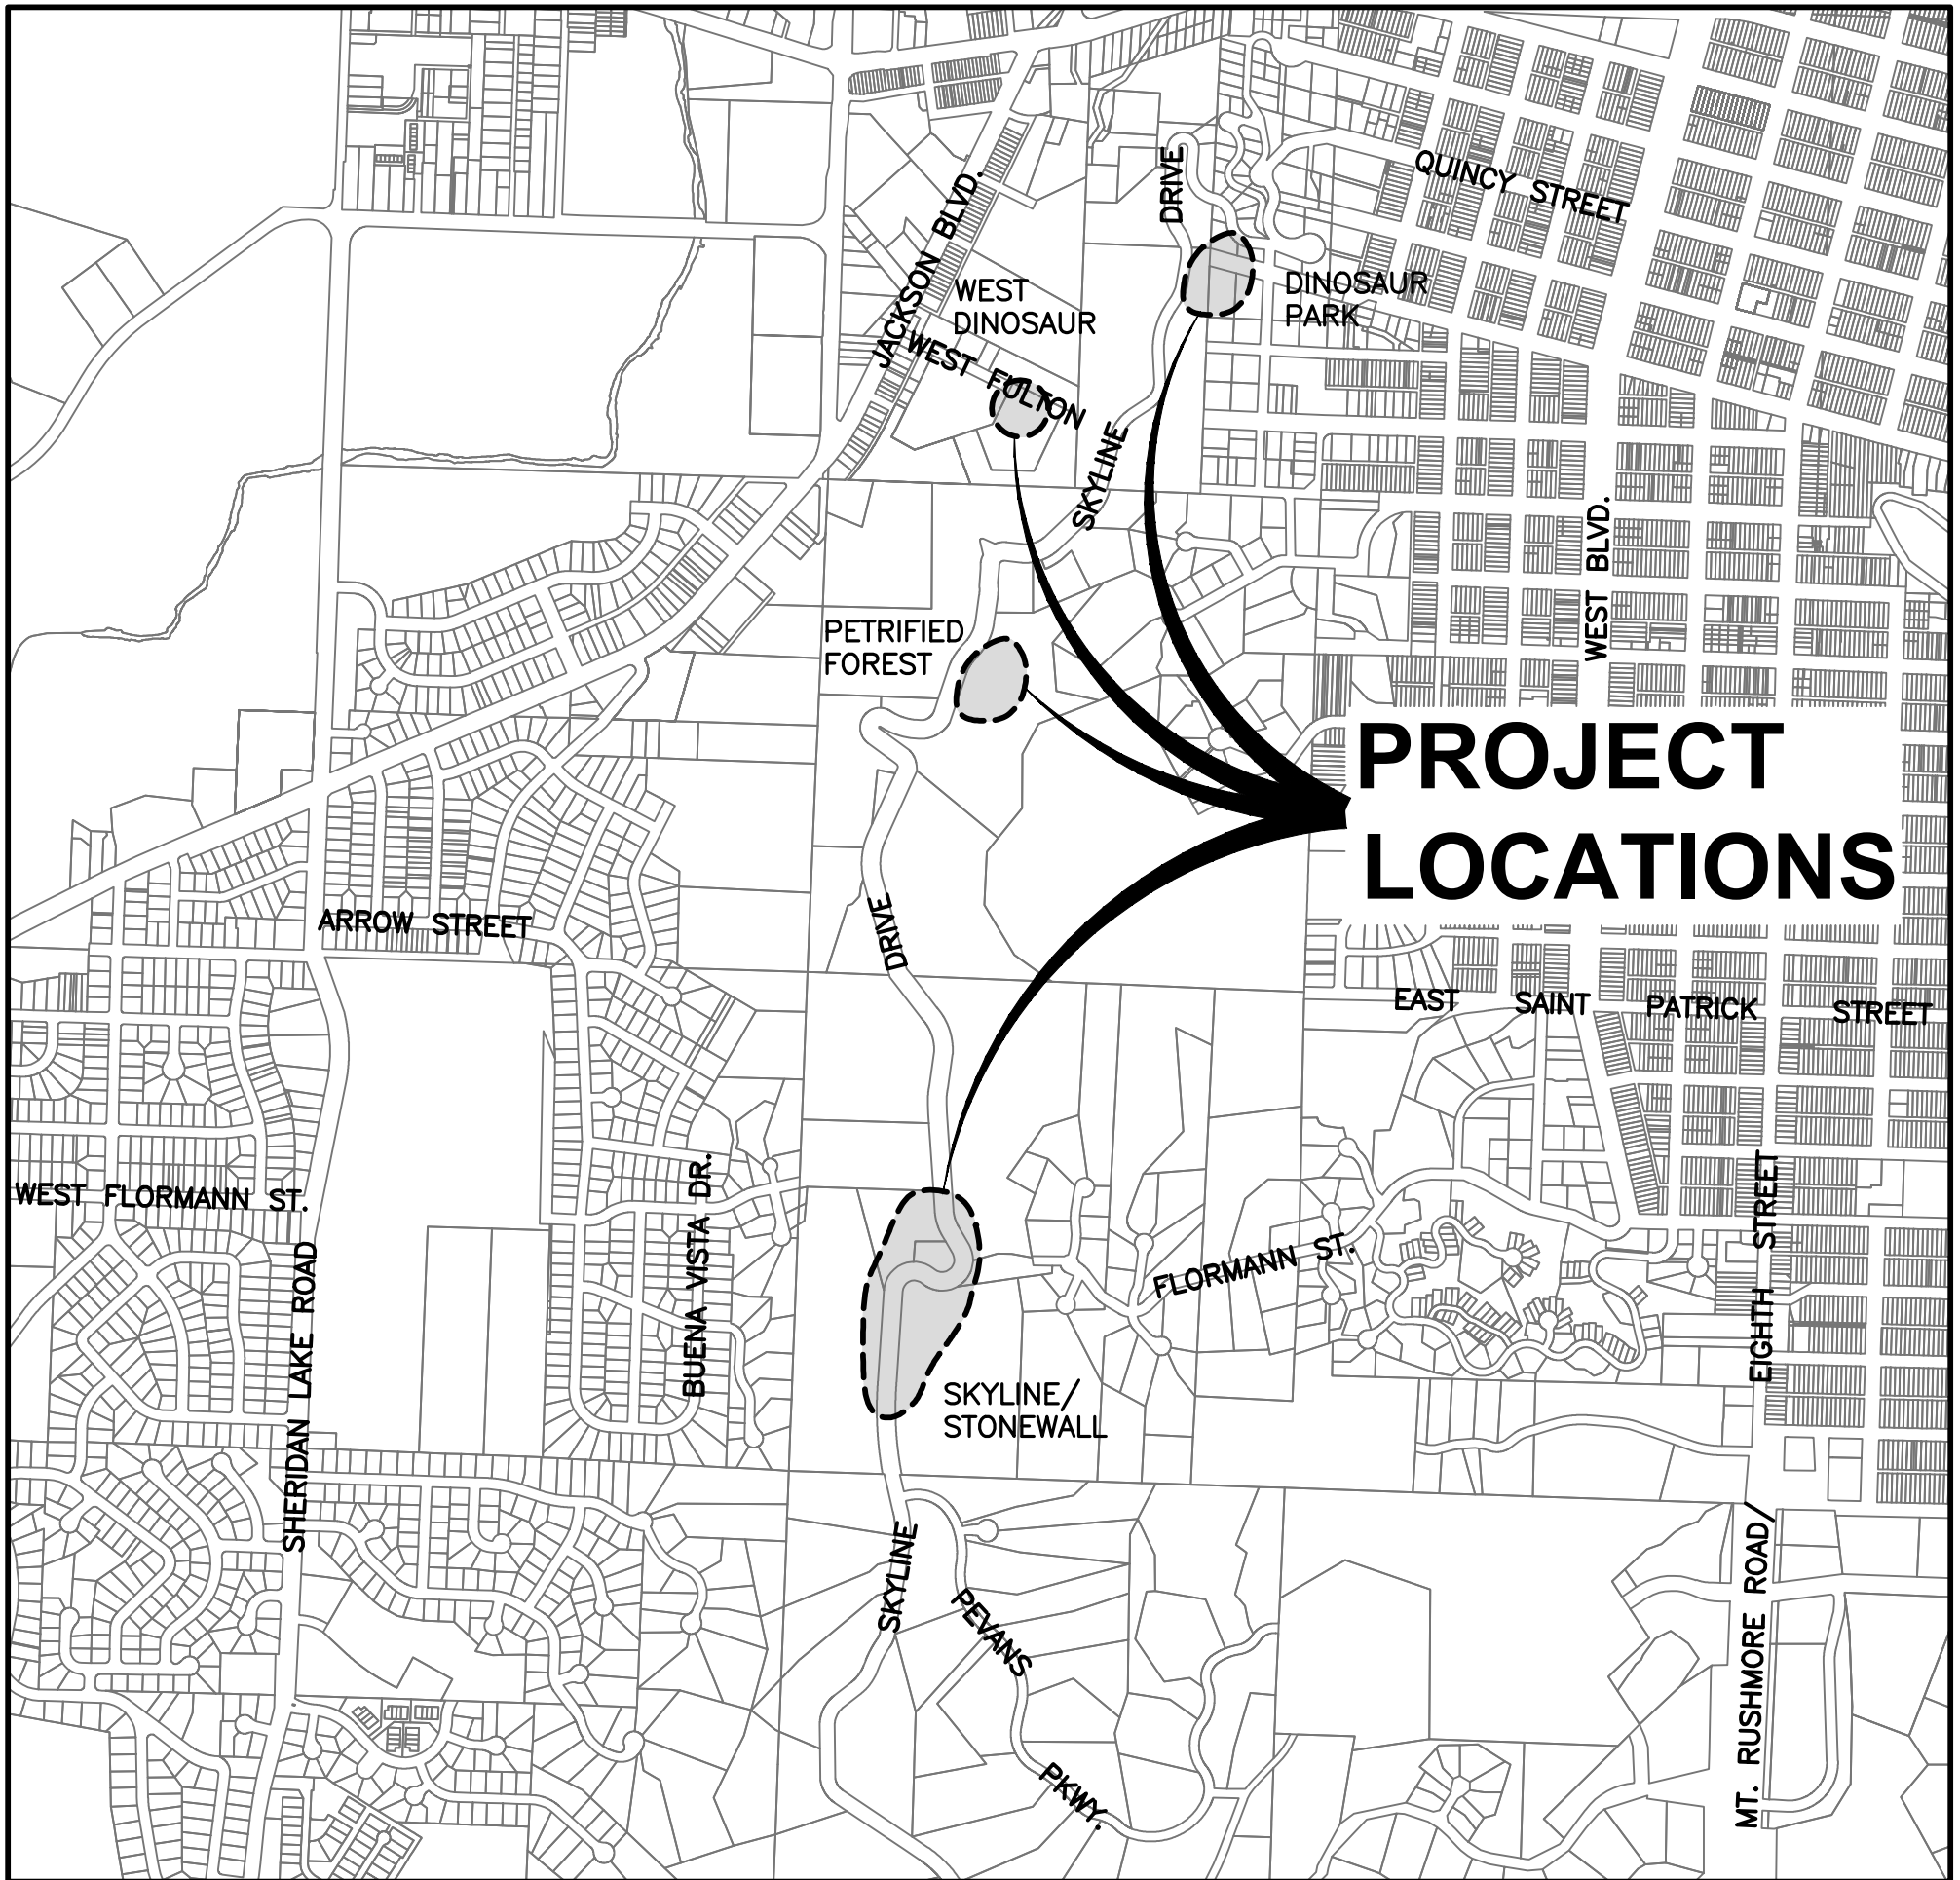 DRIVE
QUINCY STREET
JACKSON BLVD.
WEST
DINOSAUR
DINOSAUR
PARK
WEST FULTON
SKYLINE
WEST BLVD.
PETRIFIED
FOREST
PROJECT
LOCATIONS
ARROW STREET
DRIVE
EAST SAINT PATRICK STREET
WEST FLORMANN ST.
BUENA VISTA DR.
SHERIDAN LAKE ROAD
FLORMANN ST.
EIGHTH STREET
SKYLINE/
STONEWALL
SKYLINE
PEVANS
PKWY.
MT. RUSHMORE ROAD/